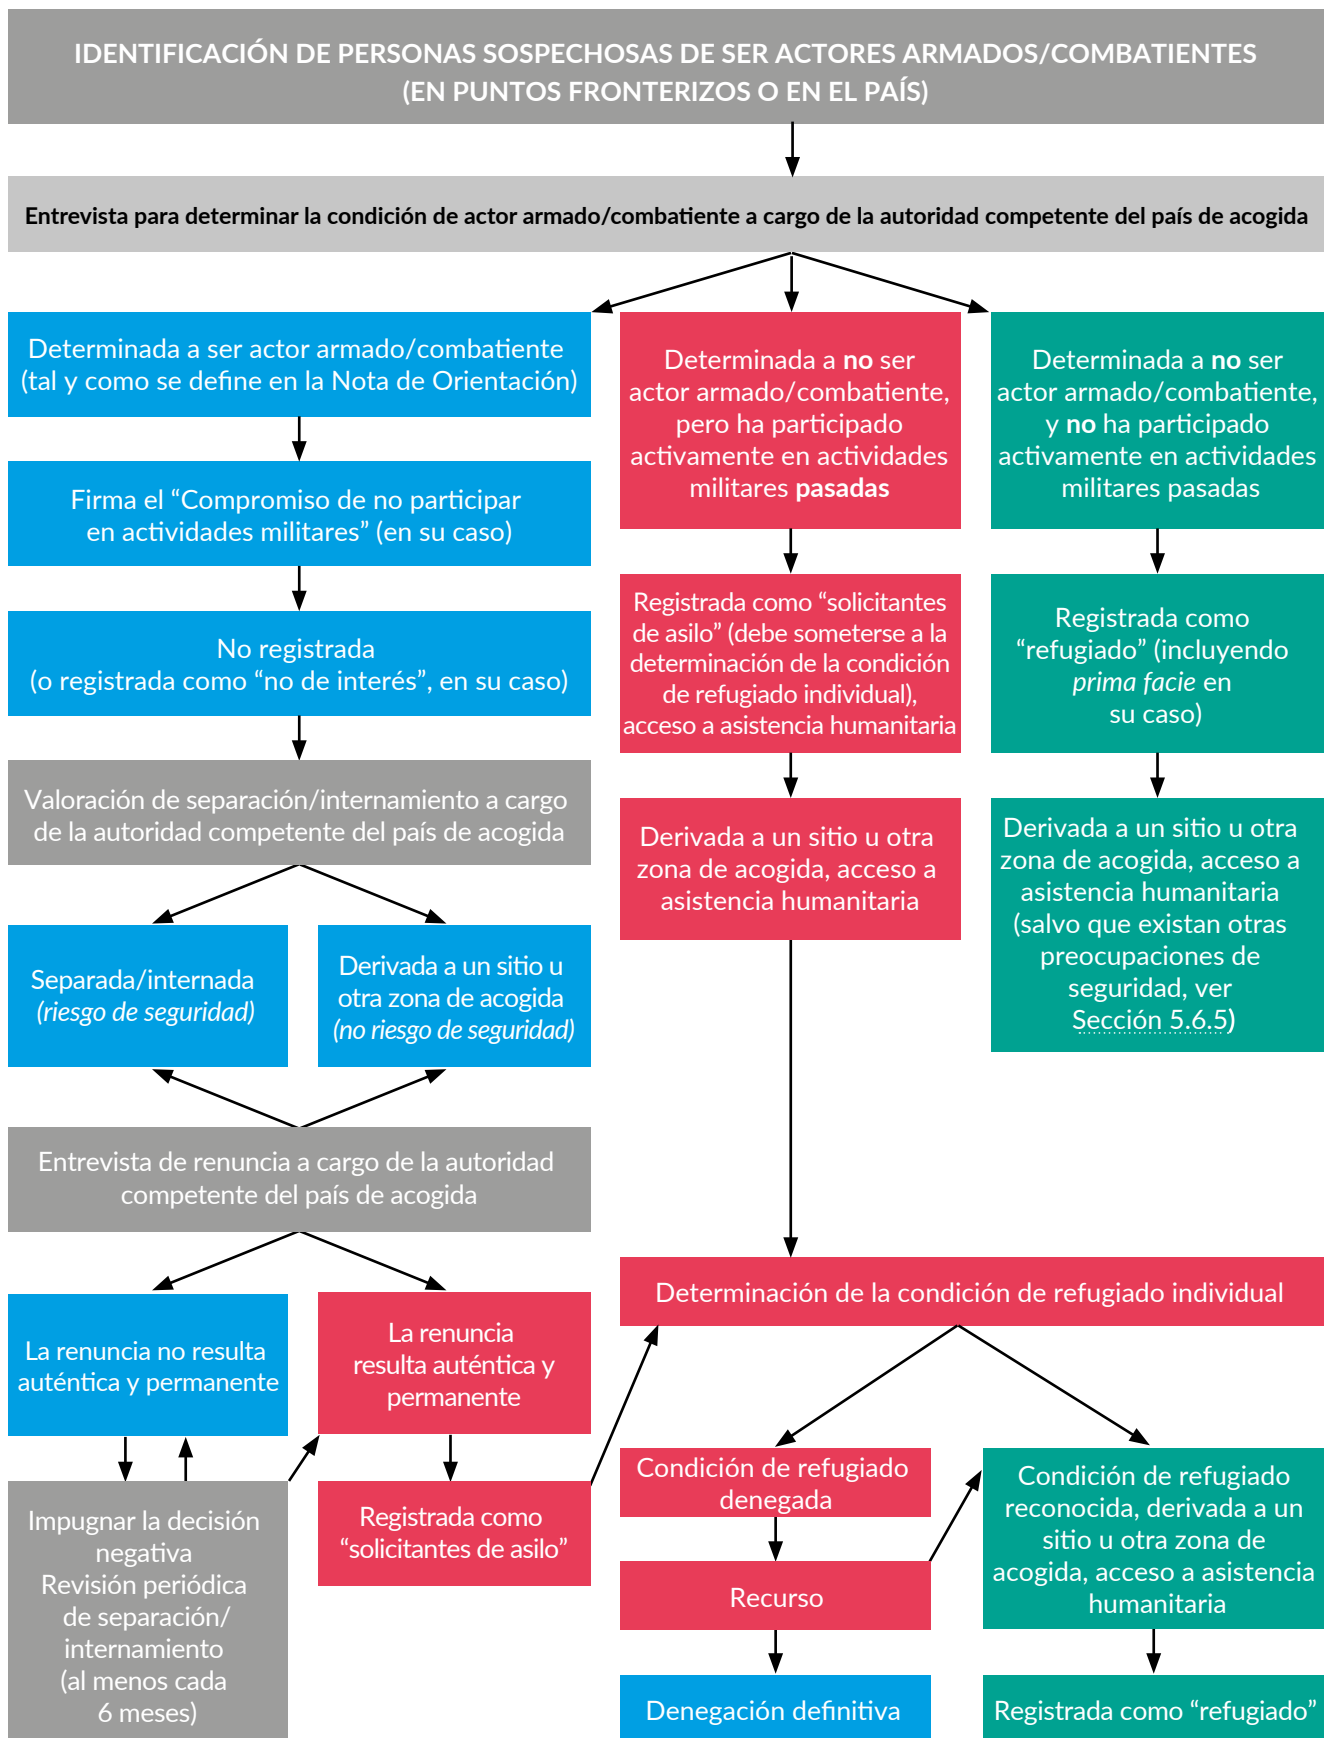 IDENTIFICACIÓN DE PERSONAS SOSPECHOSAS DE SER ACTORES ARMADOS/COMBATIENTES
(EN PUNTOS FRONTERIZOS O EN EL PAÍS)
Entrevista para determinar la condición de actor armado/combatiente a cargo de la autoridad competente del país de acogida
Determinada a ser actor armado/combatiente
(tal y como se define en la Nota de Orientación)
Firma el “Compromiso de no participar
en actividades militares” (en su caso)
No registrada
(o registrada como “no de interés”, en su caso)
Valoración de separación/internamiento a cargo
de la autoridad competente del país de acogida
Separada/internada
(riesgo de seguridad)
Derivada a un sitio u
otra zona de acogida
(no riesgo de seguridad)
Entrevista de renuncia a cargo de la autoridad
competente del país de acogida
La renuncia no resulta
auténtica y permanente
La renuncia
resulta auténtica y
permanente
Impugnar la decisión
negativa
Revisión periódica
de separación/
internamiento
(al menos cada
6 meses)
Registrada como
“solicitantes de asilo”
Determinada a no ser
actor armado/combatiente,
pero ha participado
activamente en actividades
militares pasadas
Registrada como “solicitantes
de asilo” (debe someterse a la
determinación de la condición
de refugiado individual),
acceso a asistencia humanitaria
Derivada a un sitio u otra
zona de acogida, acceso a
asistencia humanitaria
Determinada a no ser
actor armado/combatiente,
y no ha participado
activamente en actividades
militares pasadas
Registrada como
“refugiado” (incluyendo
prima facie en
su caso)
Derivada a un sitio u otra
zona de acogida, acceso a
asistencia humanitaria
(salvo que existan otras
preocupaciones de
seguridad, ver
Sección 5.6.5)
Determinación de la condición de refugiado individual
Condición de refugiado
denegada
Recurso
Denegación definitiva
Condición de refugiado
reconocida, derivada a un
sitio u otra zona de
acogida, acceso a asistencia
humanitaria
Registrada como “refugiado”